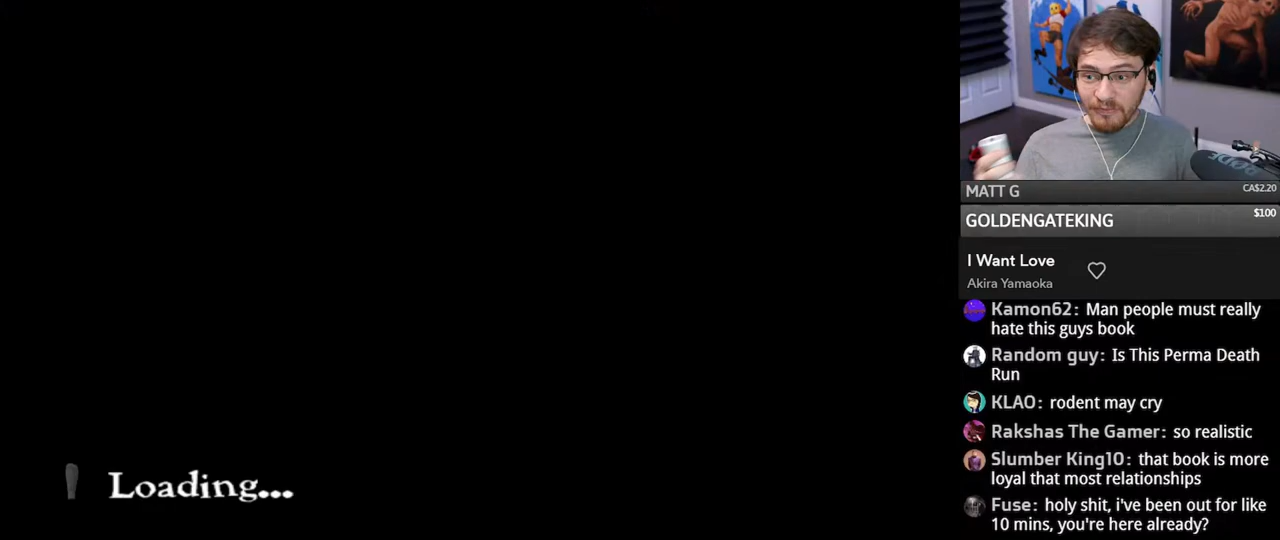 MATT G CA$2.20
GOLDENGATEKING $100
I Want Love
Akira Yamaoka
Kamon62: Man people must really
hate this guys book
Random guy: Is This Perma Death
Run
KLAO: rodent may cry
Rakshas The Gamer: so realistic
Slumber King10: that book is more
loyal that most relationships
Fuse: holy shit, i've been out for like
10 mins, you're here already?
Loading...
RØDE